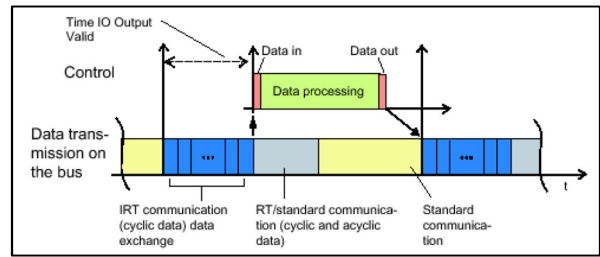 Time IO Output
Valid
Data in
Data out
Control
Data processing
Data trans-
mission on
the bus
...
...
t
IRT communication
(cyclic data) data
exchange
RT/standard communica-
tion (cyclic and acyclic
data)
Standard
communica-
tion